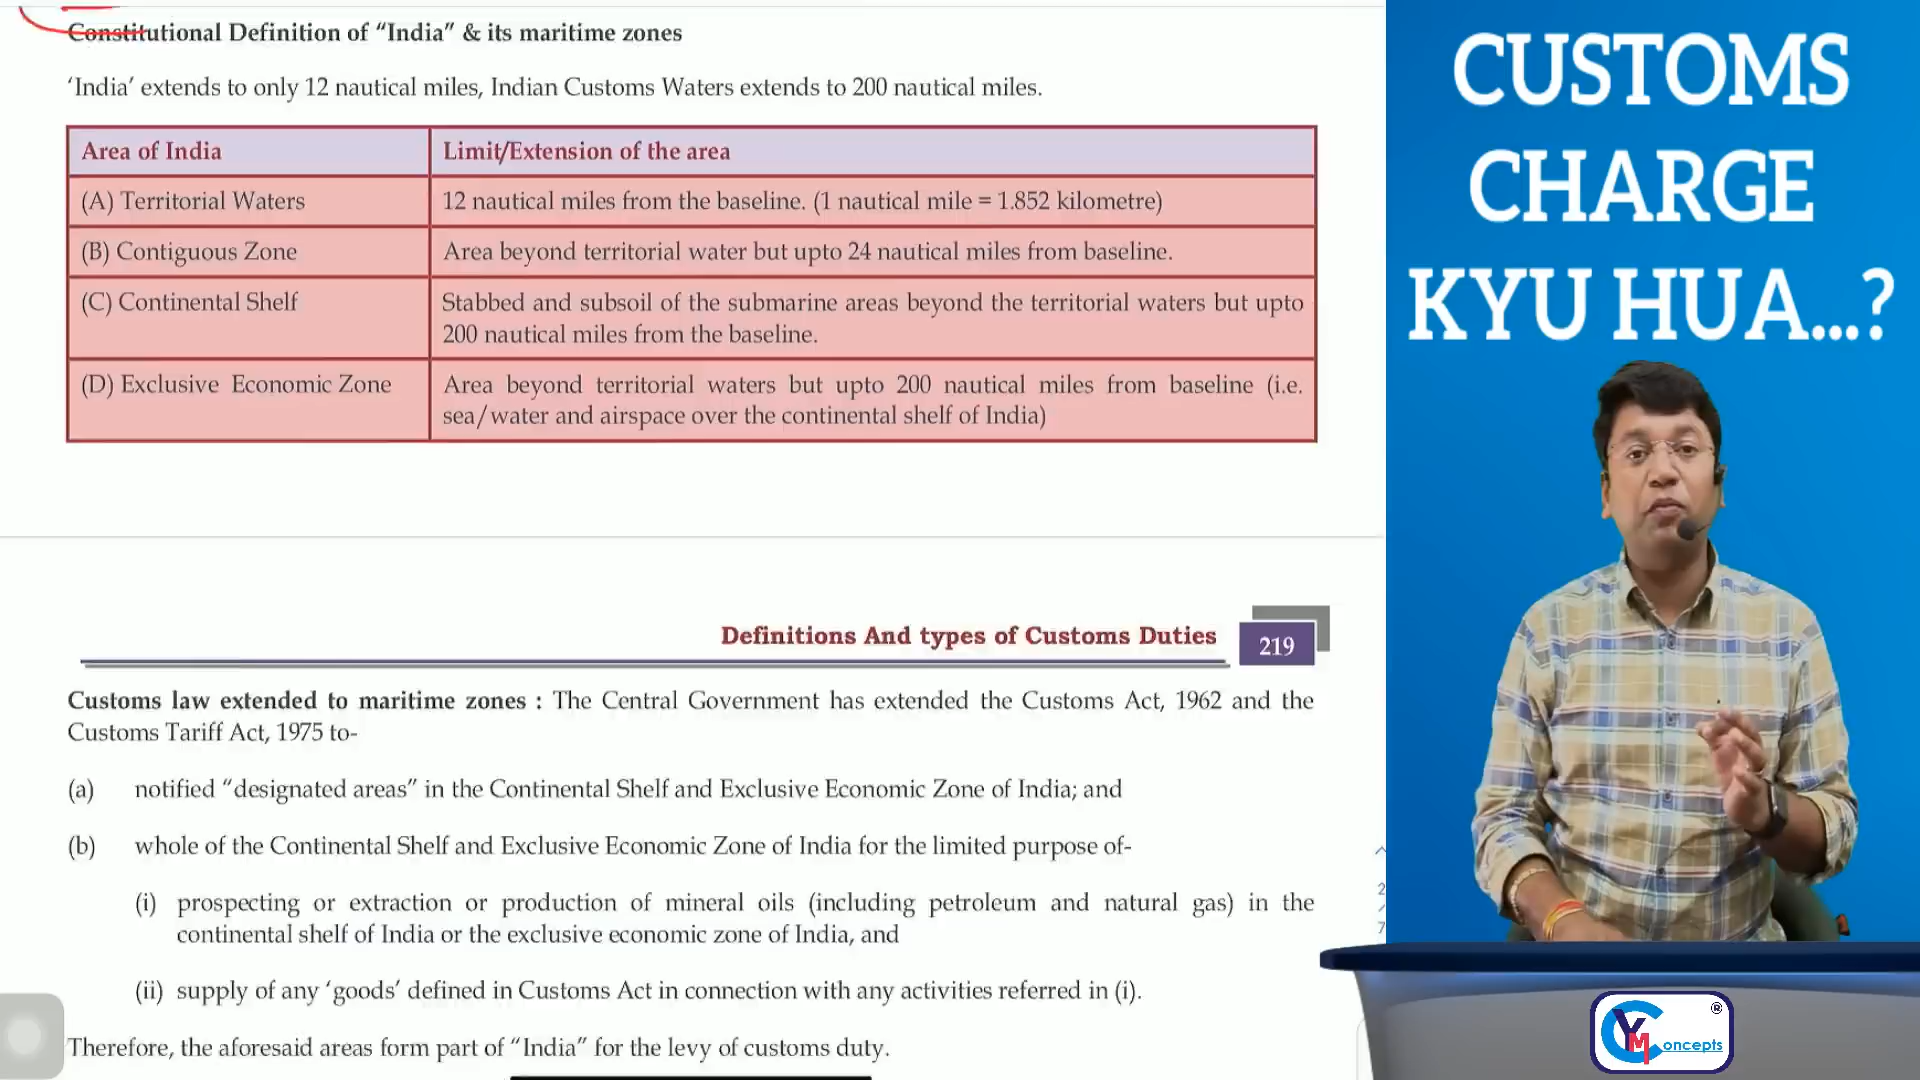 Constitutional Definition of “India” & its maritime zones
‘India’ extends to only 12 nautical miles, Indian Customs Waters extends to 200 nautical miles.
Area of India
Limit/Extension of the area
(A) Territorial Waters
12 nautical miles from the baseline. (1 nautical mile = 1.852 kilometre)
(B) Contiguous Zone
Area beyond territorial water but upto 24 nautical miles from baseline.
(C) Continental Shelf
Stabbed and subsoil of the submarine areas beyond the territorial waters but upto
200 nautical miles from the baseline.
(D) Exclusive Economic Zone
Area beyond territorial waters but upto 200 nautical miles from baseline (i.e.
sea/water and airspace over the continental shelf of India)
Definitions And types of Customs Duties
219
Customs law extended to maritime zones : The Central Government has extended the Customs Act, 1962 and the
Customs Tariff Act, 1975 to-
(a) notified “designated areas” in the Continental Shelf and Exclusive Economic Zone of India; and
(b) whole of the Continental Shelf and Exclusive Economic Zone of India for the limited purpose of-
(i) prospecting or extraction or production of mineral oils (including petroleum and natural gas) in the
continental shelf of India or the exclusive economic zone of India, and
(ii) supply of any ‘goods’ defined in Customs Act in connection with any activities referred in (i).
Therefore, the aforesaid areas form part of “India” for the levy of customs duty.
2
/
7
CUSTOMS
CHARGE
KYU HUA...?
YM Concepts
®